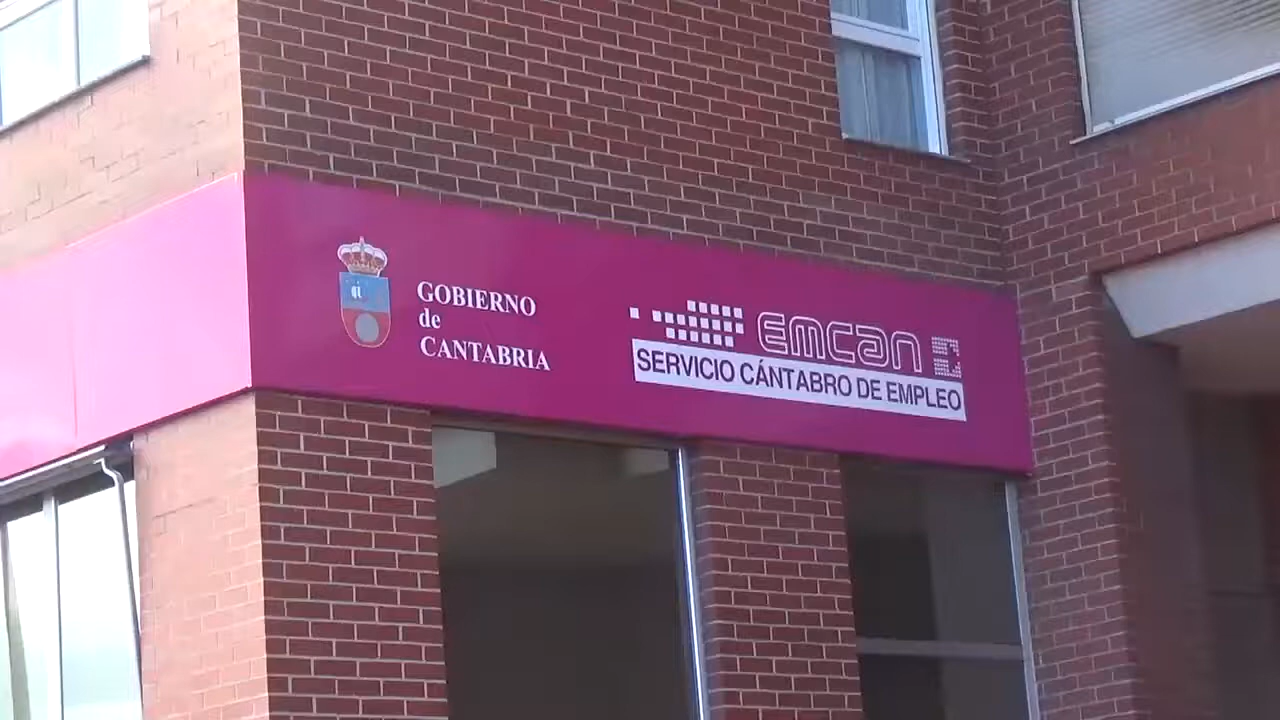 GOBIERNO
de
CANTABRIA
emcan
SERVICIO CÁNTABRO DE EMPLEO